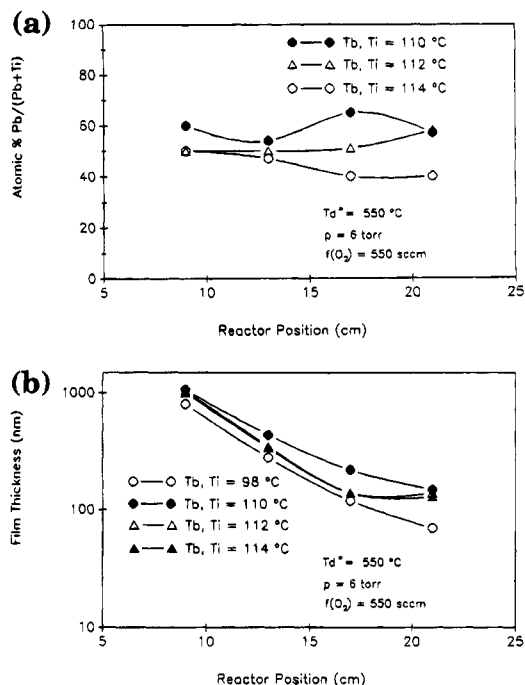 (a)
100
80
60
40
20
0
Atomic % Pb/(Pb+Ti)
Tb, Ti = 110 °C
Tb, Ti = 112 °C
Tb, Ti = 114 °C
Td* = 550 °C
p = 6 torr
f(O₂) = 550 sccm
5 10 15 20 25
Reactor Position (cm)
(b)
1000
100
10
Film Thickness (nm)
Tb, Ti = 98 °C
Tb, Ti = 110 °C
Tb, Ti = 112 °C
Tb, Ti = 114 °C
Td* = 550 °C
p = 6 torr
f(O₂) = 550 sccm
5 10 15 20 25
Reactor Position (cm)